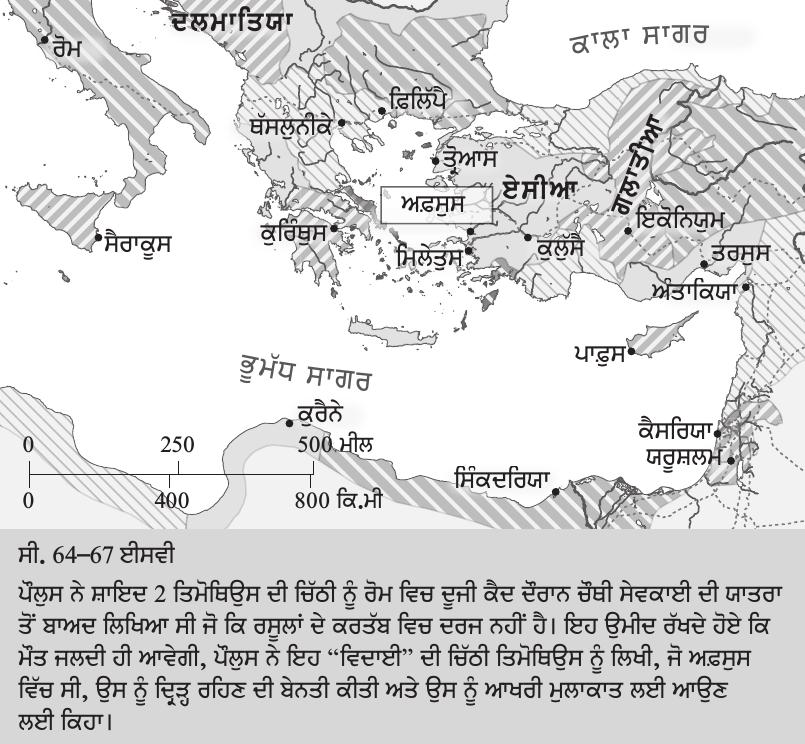 ਦਲਮਾਤਿਯਾ
ਕਾਲਾ ਸਾਗਰ
ਰੋਮ
ਫ਼ਿਲਿੱਪੈ
ਥੱਸਲੁਨੀਕੇ
ਤੋਆਸ
ਗਲਾਤੀਆ
ਏਸੀਆ
ਅਫ਼ਸੁਸ
ਇਕੋਨਿਯੁਮ
ਸੈਰਾਕੂਸ
ਕੁਰਿੰਥੁਸ
ਮਿਲੇਤੁਸ
ਕੁਲੁੱਸੈ
ਤਰਸੁਸ
ਅੰਤਾਕਿਯਾ
ਪਾਫ਼ੁਸ
ਭੂਮੱਧ ਸਾਗਰ
ਕੁਰੈਨੇ
ਕੈਸਰਿਯਾ
ਯਰੂਸ਼ਲਮ
ਸਿੰਕਦਰਿਯਾ
0 250 500 ਮੀਲ
0 400 800 ਕਿ.ਮੀ
ਸੀ. 64–67 ਈਸਵੀ
ਪੌਲੁਸ ਨੇ ਸ਼ਾਇਦ 2 ਤਿਮੋਥਿਉਸ ਦੀ ਚਿੱਠੀ ਨੂੰ ਰੋਮ ਵਿਚ ਦੂਜੀ ਕੈਦ ਦੌਰਾਨ ਚੌਥੀ ਸੇਵਕਾਈ ਦੀ ਯਾਤਰਾ
ਤੋਂ ਬਾਅਦ ਲਿਖਿਆ ਸੀ ਜੋ ਕਿ ਰਸੂਲਾਂ ਦੇ ਕਰਤੱਬ ਵਿਚ ਦਰਜ ਨਹੀਂ ਹੈ। ਇਹ ਉਮੀਦ ਰੱਖਦੇ ਹੋਏ ਕਿ
ਮੌਤ ਜਲਦੀ ਹੀ ਆਵੇਗੀ, ਪੌਲੁਸ ਨੇ ਇਹ “ਵਿਦਾਈ” ਦੀ ਚਿੱਠੀ ਤਿਮੋਥਿਉਸ ਨੂੰ ਲਿਖੀ, ਜੋ ਅਫ਼ਸੁਸ
ਵਿੱਚ ਸੀ, ਉਸ ਨੂੰ ਦ੍ਰਿੜ੍ਹ ਰਹਿਣ ਦੀ ਬੇਨਤੀ ਕੀਤੀ ਅਤੇ ਉਸ ਨੂੰ ਆਖਰੀ ਮੁਲਾਕਾਤ ਲਈ ਆਉਣ
ਲਈ ਕਿਹਾ।